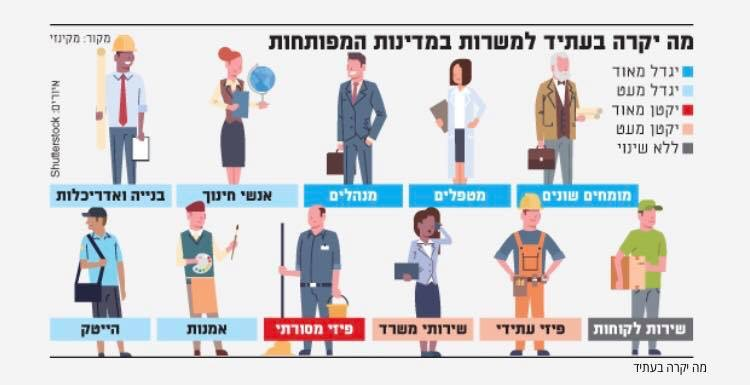 מה יקרה בעתיד למשרות במדינות המפותחות
מקור: מקינזי
יגדל מאוד
יגדל מעט
יקטן מאוד
יקטן מעט
ללא שינוי
איורים: Shutterstock
מומחים שונים
מטפלים
מנהלים
אנשי חינוך
בנייה ואדריכלות
שירות לקוחות
פיזי עתידי
שירותי משרד
פיזי מסורתי
אמנות
הייטק
מה יקרה בעתיד